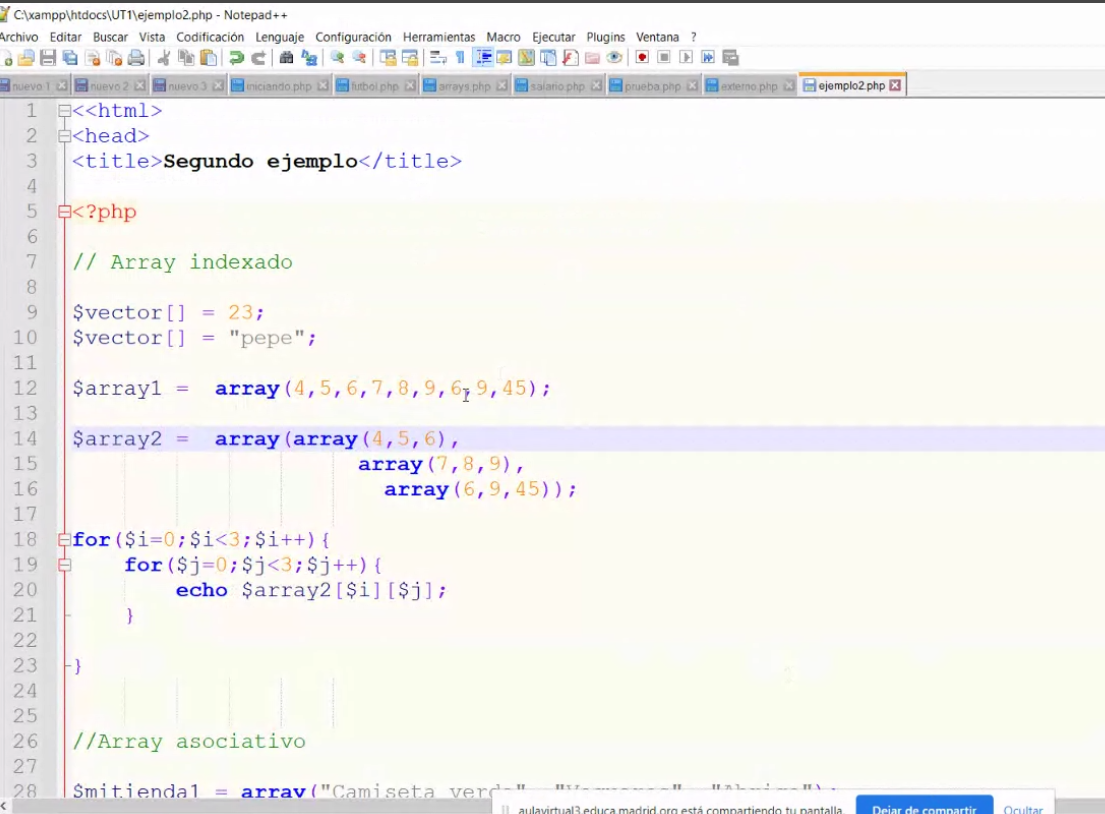 C:\xampp\htdocs\UT1\ejemplo2.php - Notepad++
Archivo Editar Buscar Vista Codificación Lenguaje Configuración Herramientas Macro Ejecutar Plugins Ventana ?
nuevo 1 nuevo 2 nuevo 3 iniciando.php futbol.php arrays.php salario.php prueba.php externo.php ejemplo2.php
1 <<html>
2 <head>
3 <title>Segundo ejemplo</title>
4
5 <?php
6
7 // Array indexado
8
9 $vector[] = 23;
10 $vector[] = "pepe";
11
12 $array1 = array(4,5,6,7,8,9,6,9,45);
13
14 $array2 = array(array(4,5,6),
15 array(7,8,9),
16 array(6,9,45));
17
18 for($i=0;$i<3;$i++){
19 for($j=0;$j<3;$j++){
20 echo $array2[$i][$j];
21 }
22
23 }
24
25
26 //Array asociativo
27
28 $mitienda1 = array("Camiseta verde", "Vaqueros", "Abrigo");
aulavirtual3.educa.madrid.org está compartiendo tu pantalla. Dejar de compartir Ocultar